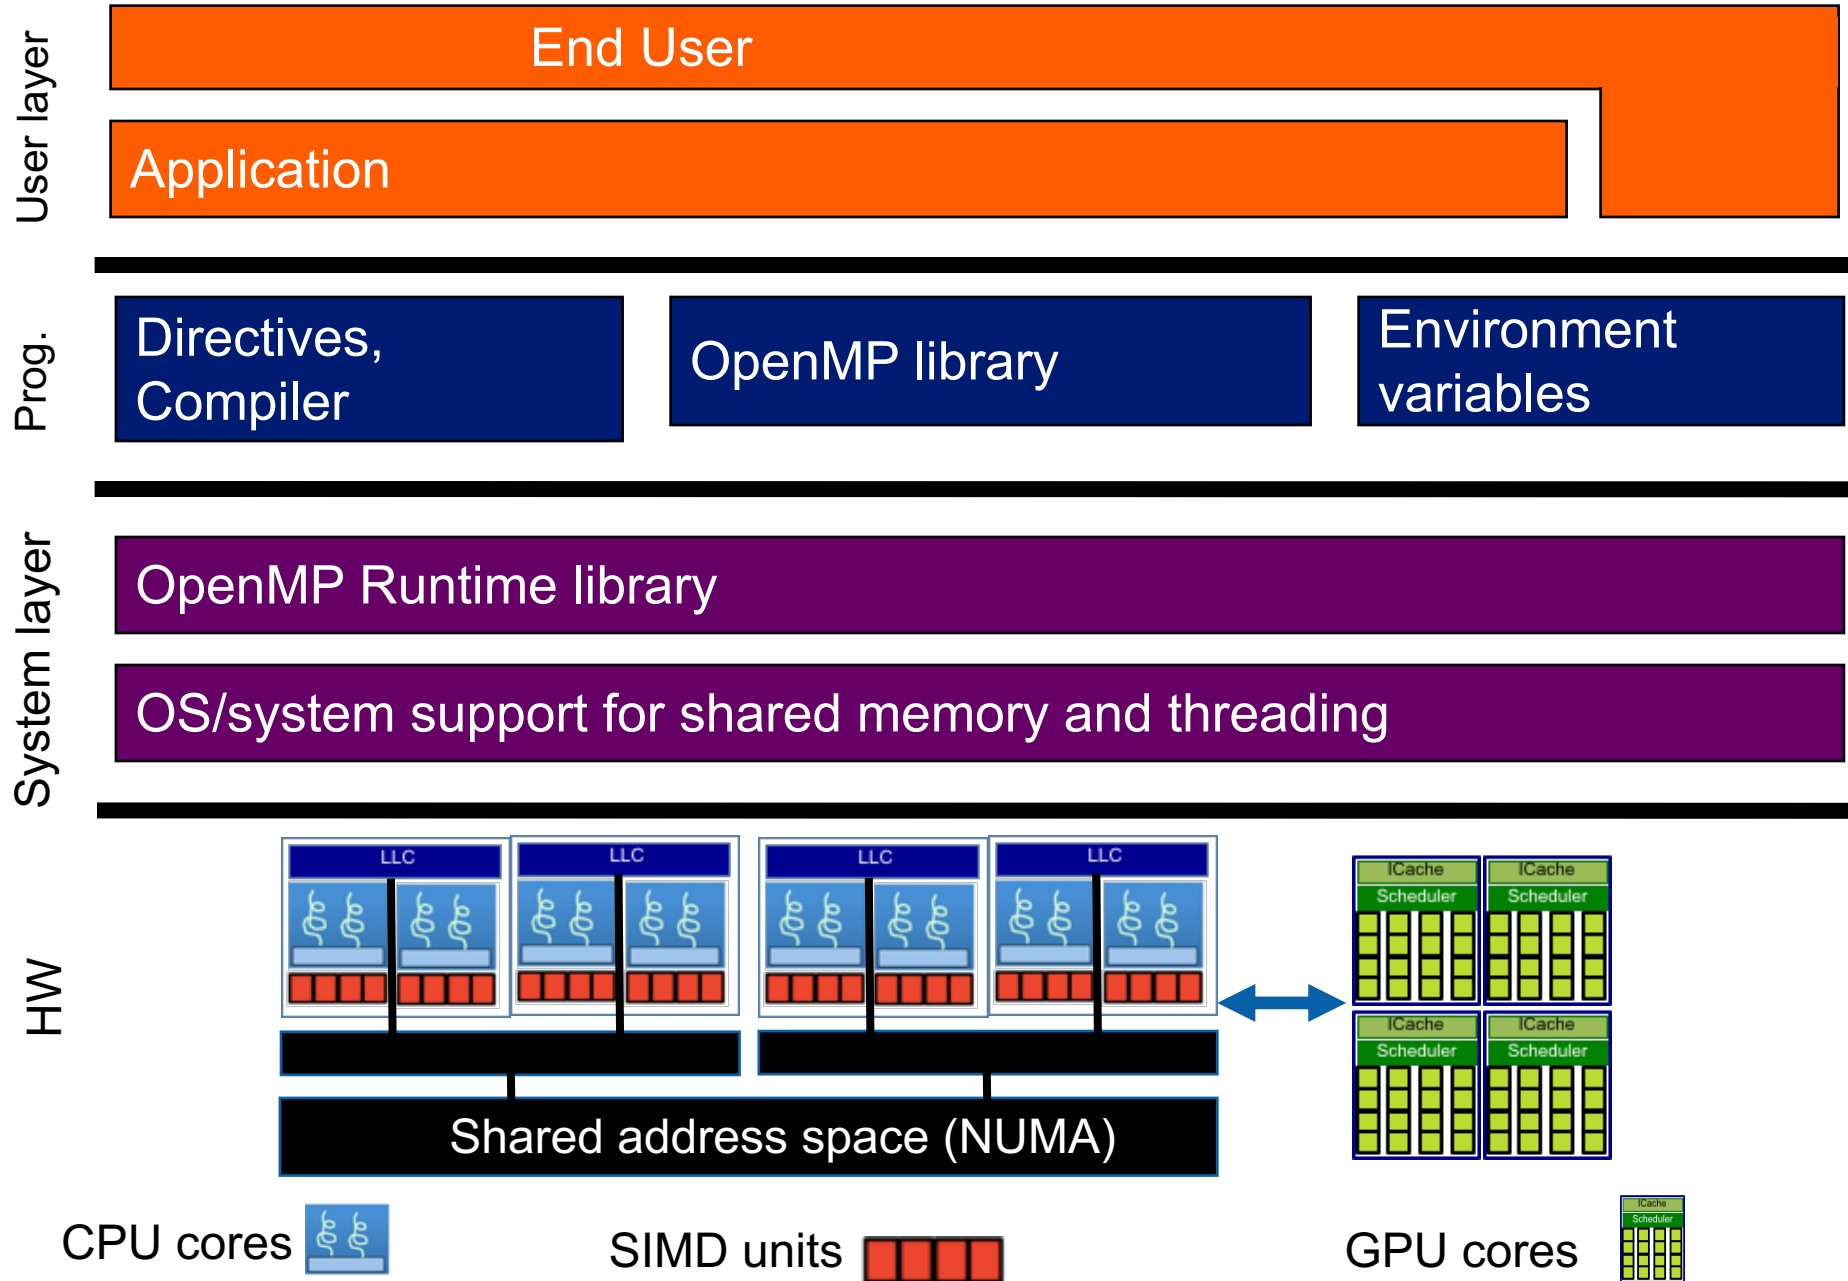 User layer
End User
Application
Prog.
Directives,
Compiler
OpenMP library
Environment
variables
System layer
OpenMP Runtime library
OS/system support for shared memory and threading
HW
LLC
LLC
LLC
LLC
ICache
ICache
Scheduler
Scheduler
ICache
ICache
Scheduler
Scheduler
Shared address space (NUMA)
CPU cores
SIMD units
GPU cores
ICache
Scheduler